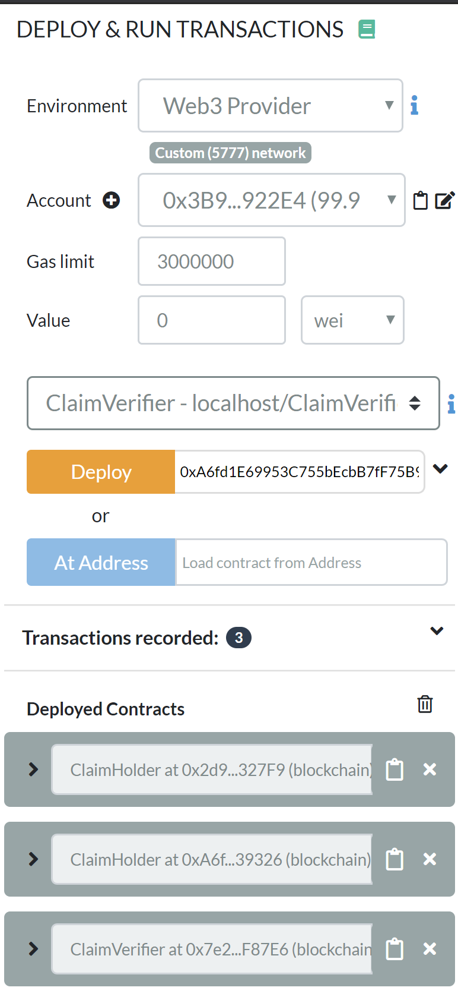 DEPLOY & RUN TRANSACTIONS
Environment Web3 Provider
Custom (5777) network
Account 0x3B9...922E4 (99.9
Gas limit 3000000
Value 0 wei
ClaimVerifier - localhost/ClaimVerifi
Deploy 0xA6fd1E69953C755bEcbB7fF75B9
or
At Address Load contract from Address
Transactions recorded: 3
Deployed Contracts
ClaimHolder at 0x2d9...327F9 (blockchain)
ClaimHolder at 0xA6f...39326 (blockchain)
ClaimVerifier at 0x7e2...F87E6 (blockchain